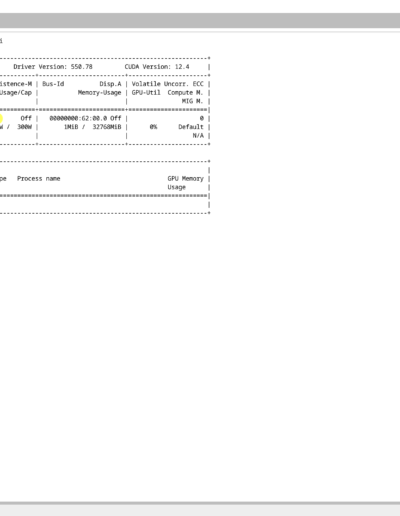 i
Driver Version: 550.78 CUDA Version: 12.4 |
istence-M | Bus-Id Disp.A | Volatile Uncorr. ECC |
Usage/Cap | Memory-Usage | GPU-Util Compute M. |
| | MIG M. |
Off | 00000000:62:00.0 Off | 0 |
W / 300W | 1MiB / 32768MiB | 0% Default |
| | N/A |
|
pe Process name GPU Memory |
Usage |
|